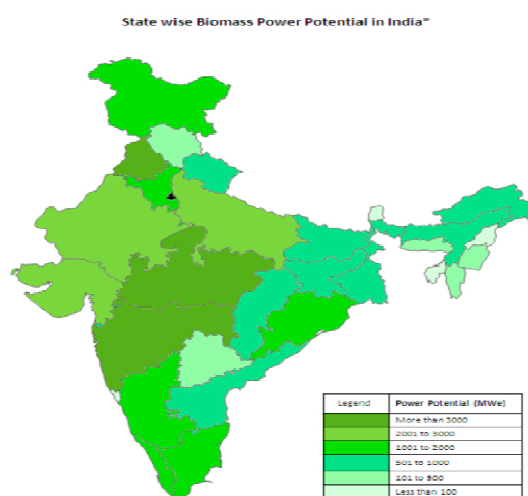 State wise Biomass Power Potential in India*
Legend Power Potential (MWe)
More than 3000
2001 to 3000
1001 to 2000
501 to 1000
101 to 500
Less than 100